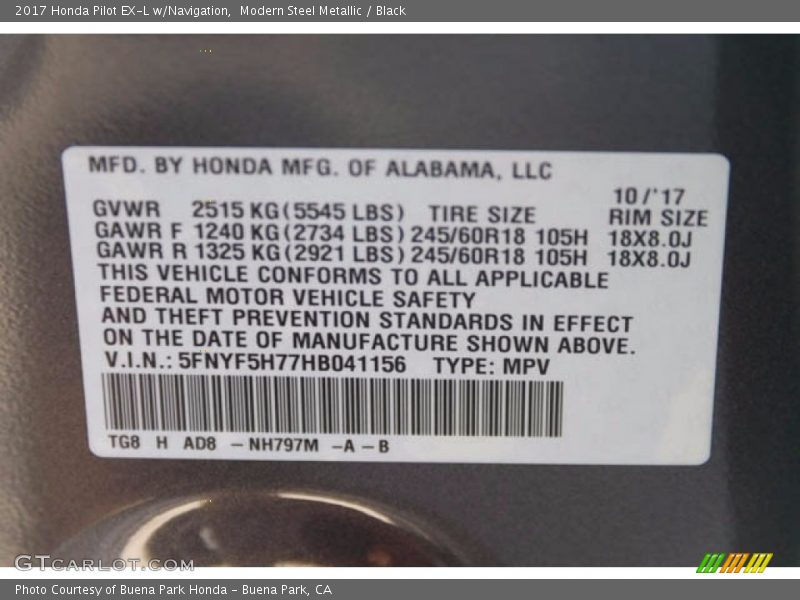 2017 Honda Pilot EX-L w/Navigation,  Modern Steel Metallic / Black
MFD. BY HONDA MFG. OF ALABAMA, LLC
10/'17
GVWR 2515 KG(5545 LBS) TIRE SIZE RIM SIZE
GAWR F 1240 KG(2734 LBS) 245/60R18 105H 18X8.0J
GAWR R 1325 KG(2921 LBS) 245/60R18 105H 18X8.0J
THIS VEHICLE CONFORMS TO ALL APPLICABLE
FEDERAL MOTOR VEHICLE SAFETY
AND THEFT PREVENTION STANDARDS IN EFFECT
ON THE DATE OF MANUFACTURE SHOWN ABOVE.
V.I.N.: 5FNYF5H77HB041156 TYPE: MPV
TG8 H AD8 – NH797M –A – B
GTCARLOT.COM
Photo Courtesy of Buena Park Honda - Buena Park, CA